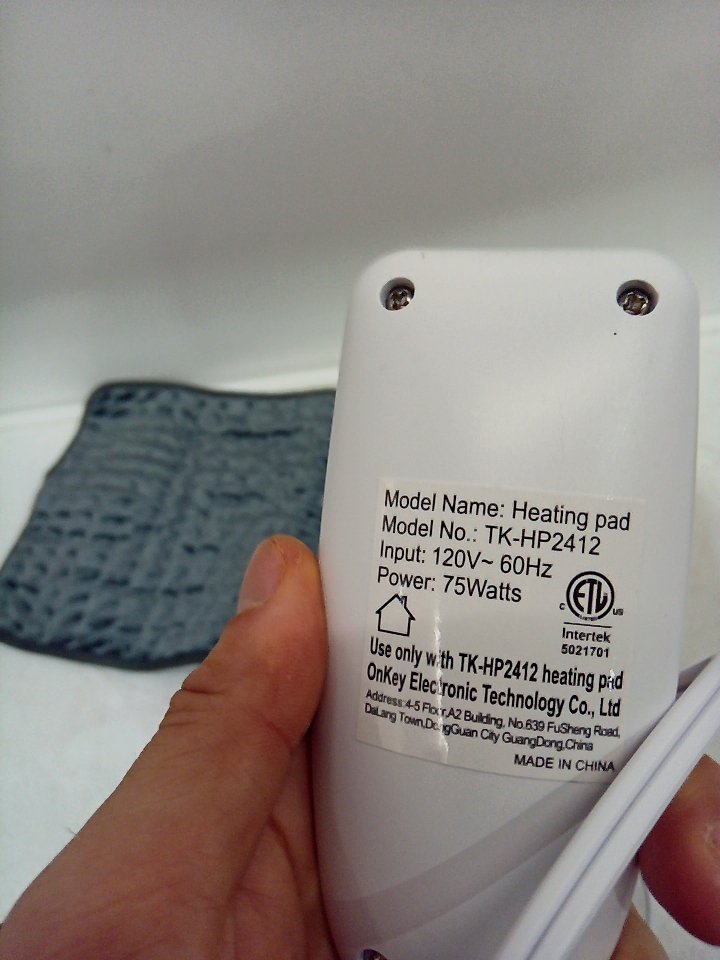 Model Name: Heating pad
Model No.: TK-HP2412
Input: 120V~ 60Hz
Power: 75Watts
c ETL us
Intertek
5021701
Use only with TK-HP2412 heating pad
OnKey Electronic Technology Co., Ltd
Address:4-5 Floor,A2 Building, No.639 FuSheng Road,
DaLang Town,DongGuan City GuangDong,China
MADE IN CHINA